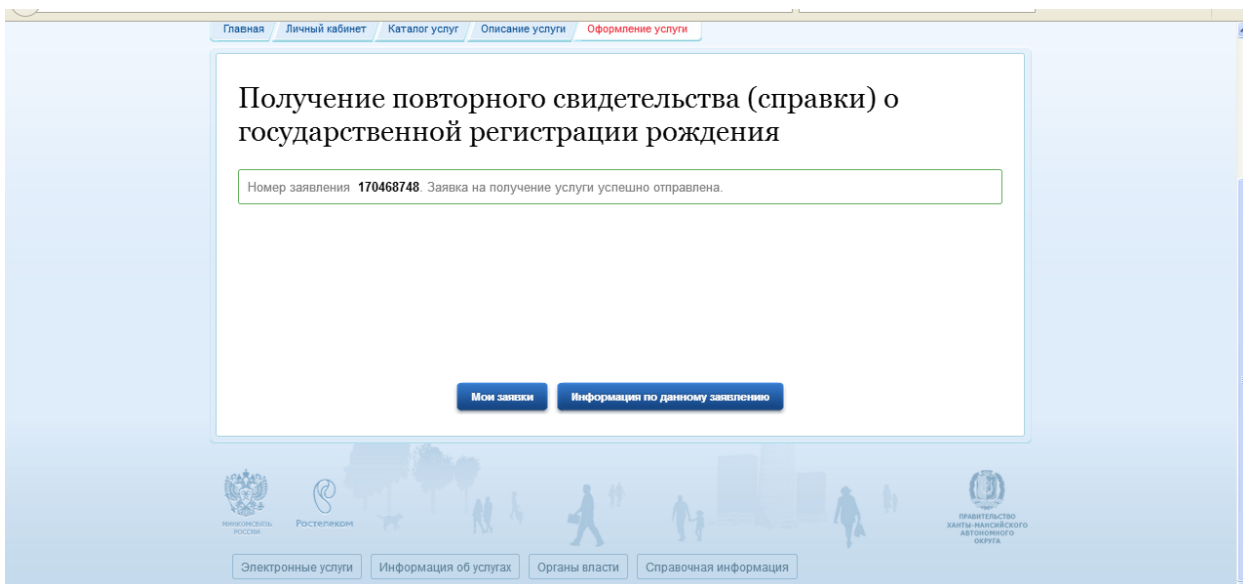 Главная Личный кабинет Каталог услуг Описание услуги Оформление услуги
Получение повторного свидетельства (справки) о
государственной регистрации рождения
Номер заявления 170468748. Заявка на получение услуги успешно отправлена.
Мои заявки Информация по данному заявлению
МИНКОМСВЯЗЬ
РОССИИ
Ростелеком
ПРАВИТЕЛЬСТВО
ХАНТЫ-МАНСИЙСКОГО
АВТОНОМНОГО
ОКРУГА
Электронные услуги Информация об услугах Органы власти Справочная информация